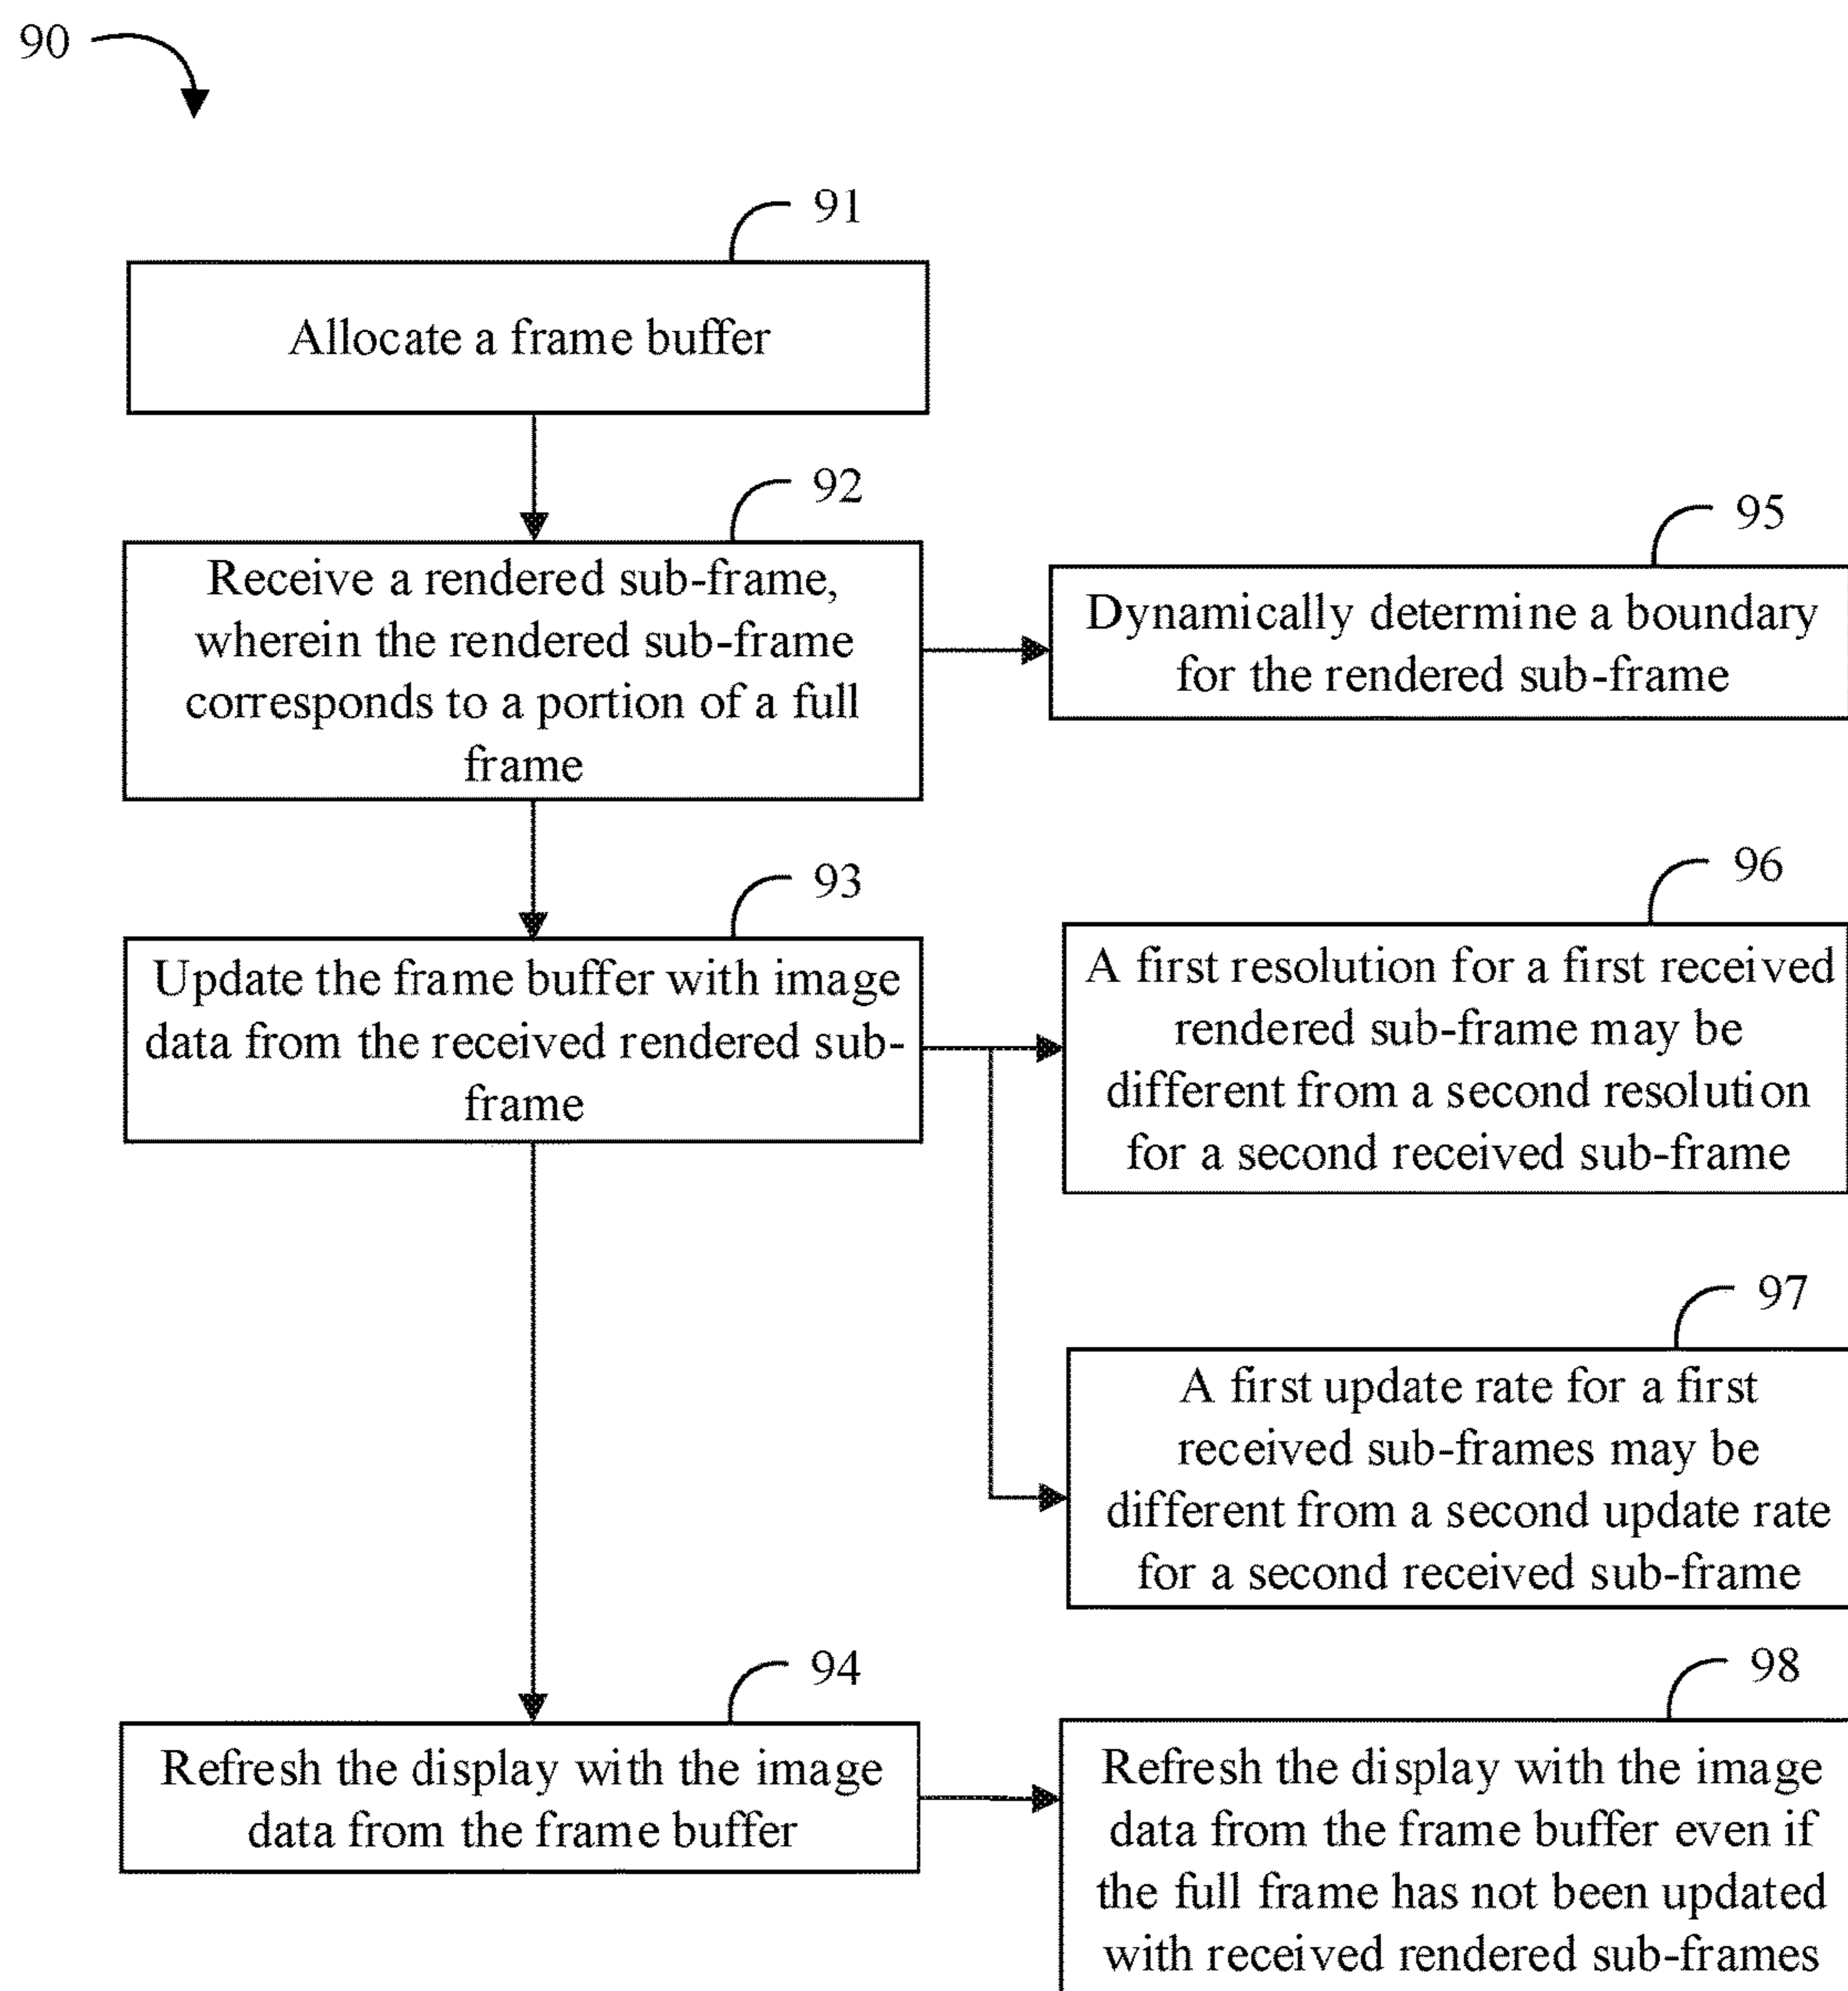 90
91
Allocate a frame buffer
92
Receive a rendered sub-frame,
wherein the rendered sub-frame
corresponds to a portion of a full
frame
95
Dynamically determine a boundary
for the rendered sub-frame
93
Update the frame buffer with image
data from the received rendered sub-
frame
96
A first resolution for a first received
rendered sub-frame may be
different from a second resolution
for a second received sub-frame
97
A first update rate for a first
received sub-frames may be
different from a second update rate
for a second received sub-frame
94
Refresh the display with the image
data from the frame buffer
98
Refresh the display with the image
data from the frame buffer even if
the full frame has not been updated
with received rendered sub-frames